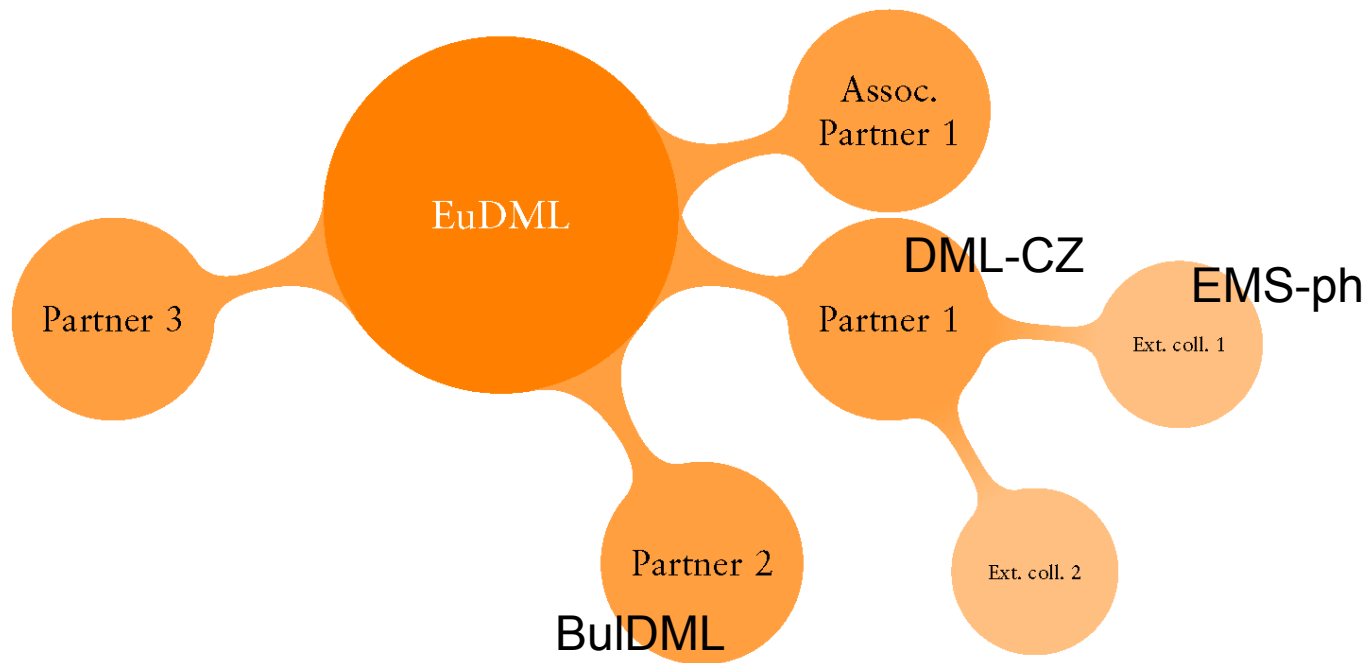 Assoc.
Partner 1
EuDML
DML-CZ
EMS-ph
Partner 3
Partner 1
Ext. coll. 1
Partner 2
Ext. coll. 2
BulDML